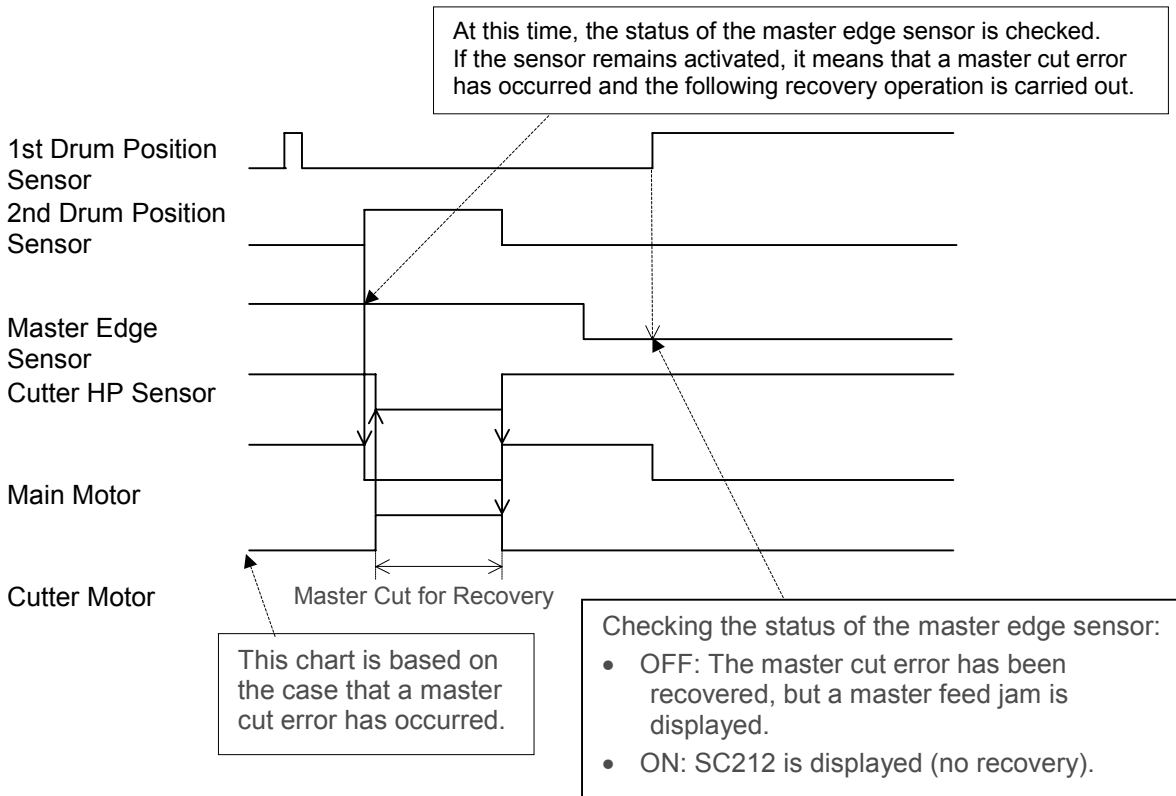 At this time, the status of the master edge sensor is checked.
If the sensor remains activated, it means that a master cut error
has occurred and the following recovery operation is carried out.
1st Drum Position
Sensor
2nd Drum Position
Sensor
Master Edge
Sensor
Cutter HP Sensor
Main Motor
Cutter Motor
Master Cut for Recovery
This chart is based on
the case that a master
cut error has occurred.
Checking the status of the master edge sensor:
• OFF: The master cut error has been
recovered, but a master feed jam is
displayed.
• ON: SC212 is displayed (no recovery).